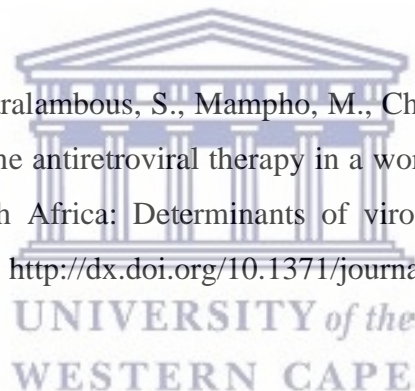 ralambous, S., Mampho, M., Ch
ne antiretroviral therapy in a wor
h Africa: Determinants of viro
http://dx.doi.org/10.1371/journa
UNIVERSITY of the
WESTERN CAPE